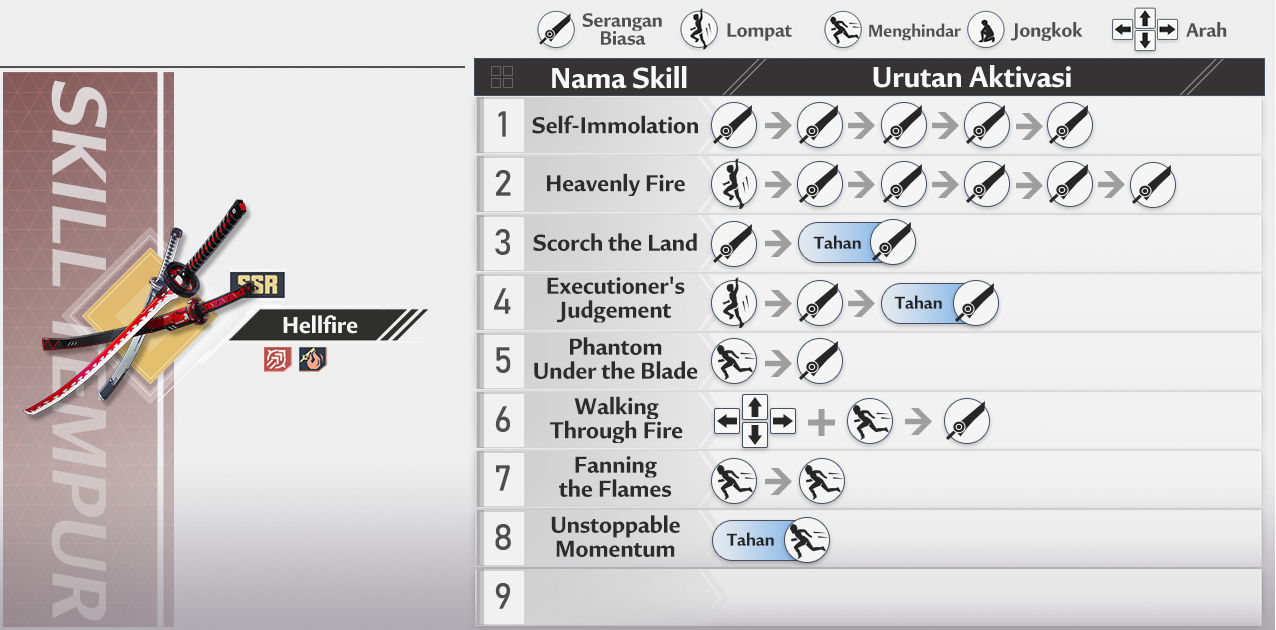 Serangan
Biasa
Lompat
Menghindar
Jongkok
Arah
SKILL TEMPUR
SSR
Hellfire
Nama Skill
Urutan Aktivasi
1
Self-Immolation
2
Heavenly Fire
3
Scorch the Land
Tahan
4
Executioner's
Judgement
Tahan
5
Phantom
Under the Blade
6
Walking
Through Fire
7
Fanning
the Flames
8
Unstoppable
Momentum
Tahan
9